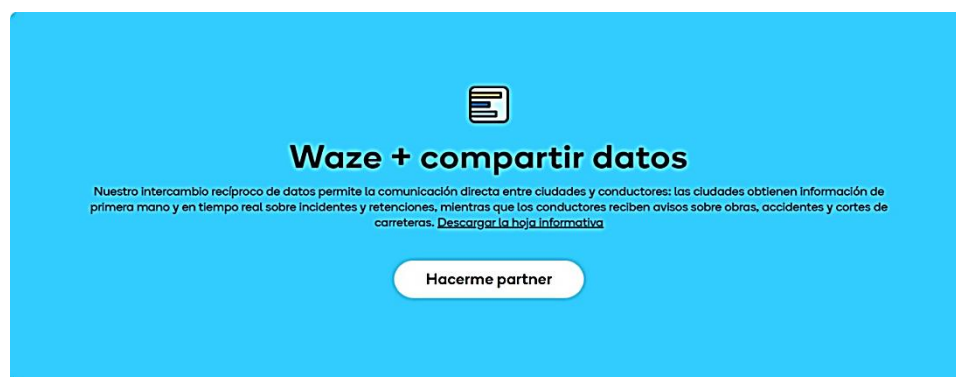 Waze + compartir datos
Nuestro intercambio recíproco de datos permite la comunicación directa entre ciudades y conductores: las ciudades obtienen información de
primera mano y en tiempo real sobre incidentes y retenciones, mientras que los conductores reciben avisos sobre obras, accidentes y cortes de
carreteras. Descargar la hoja informativa
Hacerme partner